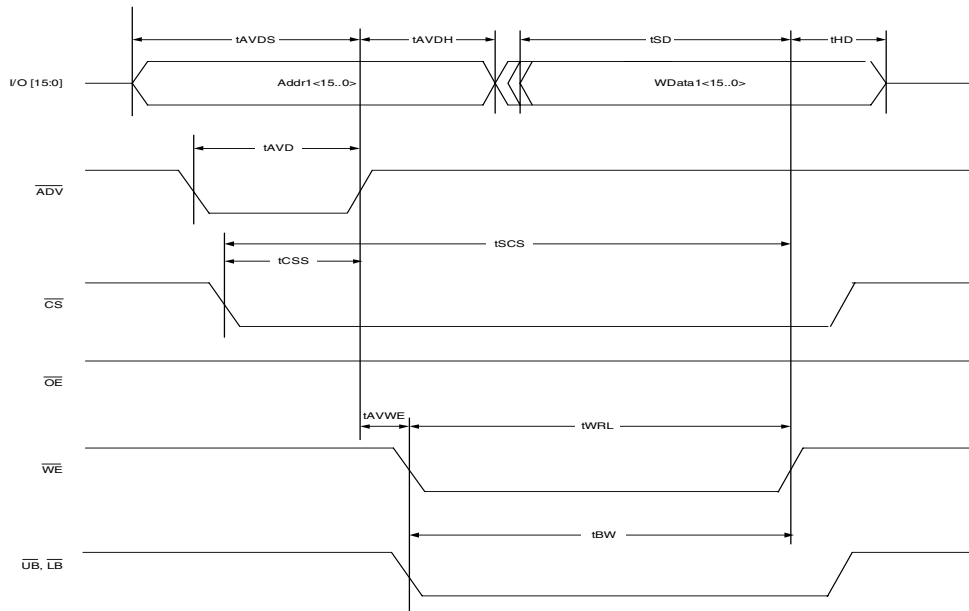 tAVDS tAVDH tSD tHD
I/O [15:0] Addr1<15..0> WData1<15..0>
tAVD
ADV
tSCS
tCSS
CS
OE
tAVWE tWRL
WE
tBW
UB, LB